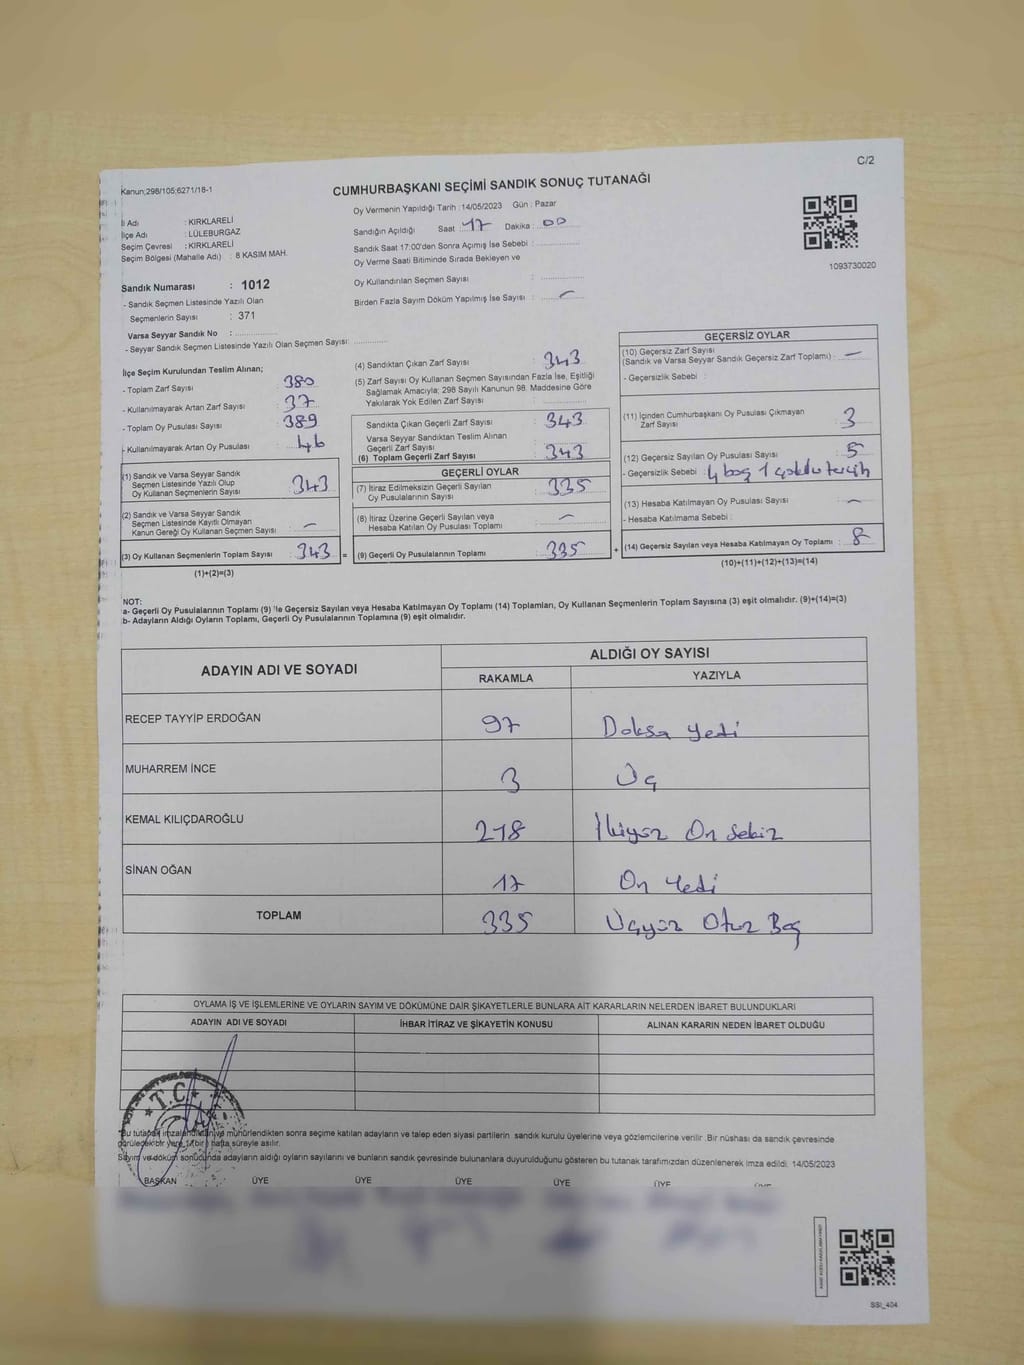 C/2
Kanun;298/105;6271/18-1
CUMHURBAŞKANI SEÇİMİ SANDIK SONUÇ TUTANAĞI
İl Adı : KIRKLARELİ
İlçe Adı : LÜLEBURGAZ
Seçim Çevresi : KIRKLARELİ
Seçim Bölgesi (Mahalle Adı) : 8 KASIM MAH.
Sandık Numarası : 1012
- Sandık Seçmen Listesinde Yazılı Olan
Seçmenlerin Sayısı : 371
Varsa Seyyar Sandık No : ..............
- Seyyar Sandık Seçmen Listesinde Yazılı Olan Seçmen Sayısı: ..............
Oy Vermenin Yapıldığı Tarih : 14/05/2023 Gün : Pazar
Sandığın Açıldığı Saat : 17 Dakika : 00
Sandık Saat 17:00'den Sonra Açımış İse Sebebi : ..............
Oy Verme Saati Bitiminde Sırada Bekleyen ve
Oy Kullandırılan Seçmen Sayısı : ..............
Birden Fazla Sayım Döküm Yapılmış İse Sayısı : —
1093730020
İlçe Seçim Kurulundan Teslim Alınan;
- Toplam Zarf Sayısı : 380
- Kullanılmayarak Artan Zarf Sayısı : 37
- Toplam Oy Pusulası Sayısı : 389
- Kullanılmayarak Artan Oy Pusulası : 46
(1) Sandık ve Varsa Seyyar Sandık
Seçmen Listesinde Yazılı Olup
Oy Kullanan Seçmenlerin Sayısı : 343
(2) Sandık ve Varsa Seyyar Sandık
Seçmen Listesinde Kayıtlı Olmayan
Kanun Gereği Oy Kullanan Seçmen Sayısı : —
(3) Oy Kullanan Seçmenlerin Toplam Sayısı : 343 =
(1)+(2)=(3)
(4) Sandıktan Çıkan Zarf Sayısı : 343
(5) Zarf Sayısı Oy Kullanan Seçmen Sayısından Fazla İse, Eşitliği
Sağlamak Amacıyla; 298 Sayılı Kanunun 98. Maddesine Göre
Yakılarak Yok Edilen Zarf Sayısı : ..............
Sandıkta Çıkan Geçerli Zarf Sayısı : 343
Varsa Seyyar Sandıktan Teslim Alınan
Geçerli Zarf Sayısı :
(6) Toplam Geçerli Zarf Sayısı : 343
GEÇERLİ OYLAR
(7) İtiraz Edilmeksizin Geçerli Sayılan
Oy Pusulalarının Sayısı : 335
(8) İtiraz Üzerine Geçerli Sayılan veya
Hesaba Katılan Oy Pusulası Toplamı : —
(9) Geçerli Oy Pusulalarının Toplamı : 335 +
GEÇERSİZ OYLAR
(10) Geçersiz Zarf Sayısı
(Sandık ve Varsa Seyyar Sandık Geçersiz Zarf Toplamı) : —
- Geçersizlik Sebebi :
(11) İçinden Cumhurbaşkanı Oy Pusulası Çıkmayan
Zarf Sayısı : 3
(12) Geçersiz Sayılan Oy Pusulası Sayısı : 5
- Geçersizlik Sebebi : 4 boş 1 çoklu tercih
(13) Hesaba Katılmayan Oy Pusulası Sayısı : —
- Hesaba Katılmama Sebebi :
(14) Geçersiz Sayılan veya Hesaba Katılmayan Oy Toplamı : 8
(10)+(11)+(12)+(13)=(14)
NOT:
a- Geçerli Oy Pusulalarının Toplamı (9) 'le Geçersiz Sayılan veya Hesaba Katılmayan Oy Toplamı (14) Toplamları, Oy Kullanan Seçmenlerin Toplam Sayısına (3) eşit olmalıdır. (9)+(14)=(3)
b- Adayların Aldığı Oyların Toplamı, Geçerli Oy Pusulalarının Toplamına (9) eşit olmalıdır.
ADAYIN ADI VE SOYADI ALDIĞI OY SAYISI
RAKAMLA YAZIYLA
RECEP TAYYİP ERDOĞAN 97 Doksa yedi
MUHARREM İNCE 3 Üç
KEMAL KILIÇDAROĞLU 218 İkiyüz On Sekiz
SİNAN OĞAN 17 On Yedi
TOPLAM 335 Üçyüz Otuz Beş
OYLAMA İŞ VE İŞLEMLERİNE VE OYLARIN SAYIM VE DÖKÜMÜNE DAİR ŞİKAYETLERLE BUNLARA AİT KARARLARIN NELERDEN İBARET BULUNDUKLARI
ADAYIN ADI VE SOYADI İHBAR İTİRAZ VE ŞİKAYETİN KONUSU ALINAN KARARIN NEDEN İBARET OLDUĞU
T.C.
Bu tutanak imzalandıktan ve mühürlendikten sonra seçime katılan adayların ve talep eden siyasi partilerin sandık kurulu üyelerine veya gözlemcilerine verilir .Bir nüshası da sandık çevresinde
görülecek bir yere, 1 (bir) hafta süreyle asılır.
Sayım ve döküm sonucunda adayların aldığı oyların sayılarını ve bunların sandık çevresinde bulunanlara duyurulduğunu gösteren bu tutanak tarafımızdan düzenlenerek imza edildi. 14/05/2023
BAŞKAN ÜYE ÜYE ÜYE ÜYE ÜYE
SSI_404